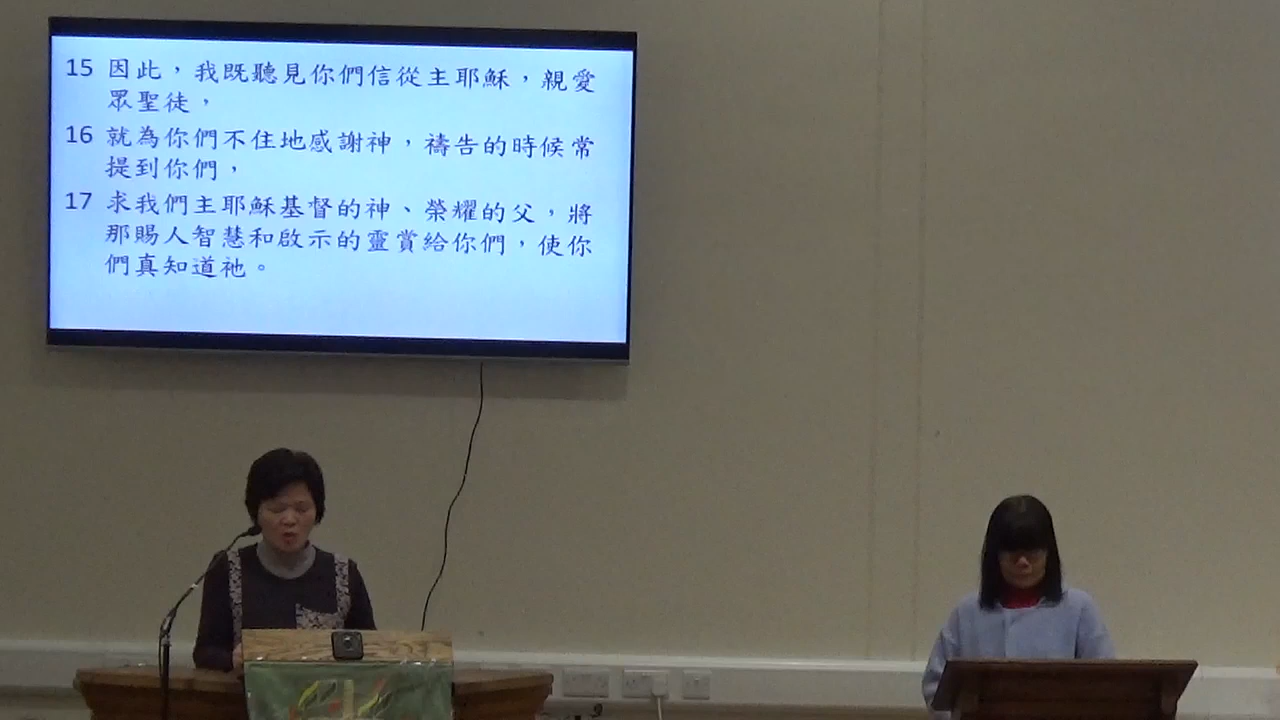 15 因此，我既聽見你們信從主耶穌，親愛
眾聖徒，
16 就為你們不住地感謝神，禱告的時候常
提到你們，
17 求我們主耶穌基督的神、榮耀的父，將
那賜人智慧和啟示的靈賞給你們，使你
們真知道祂。